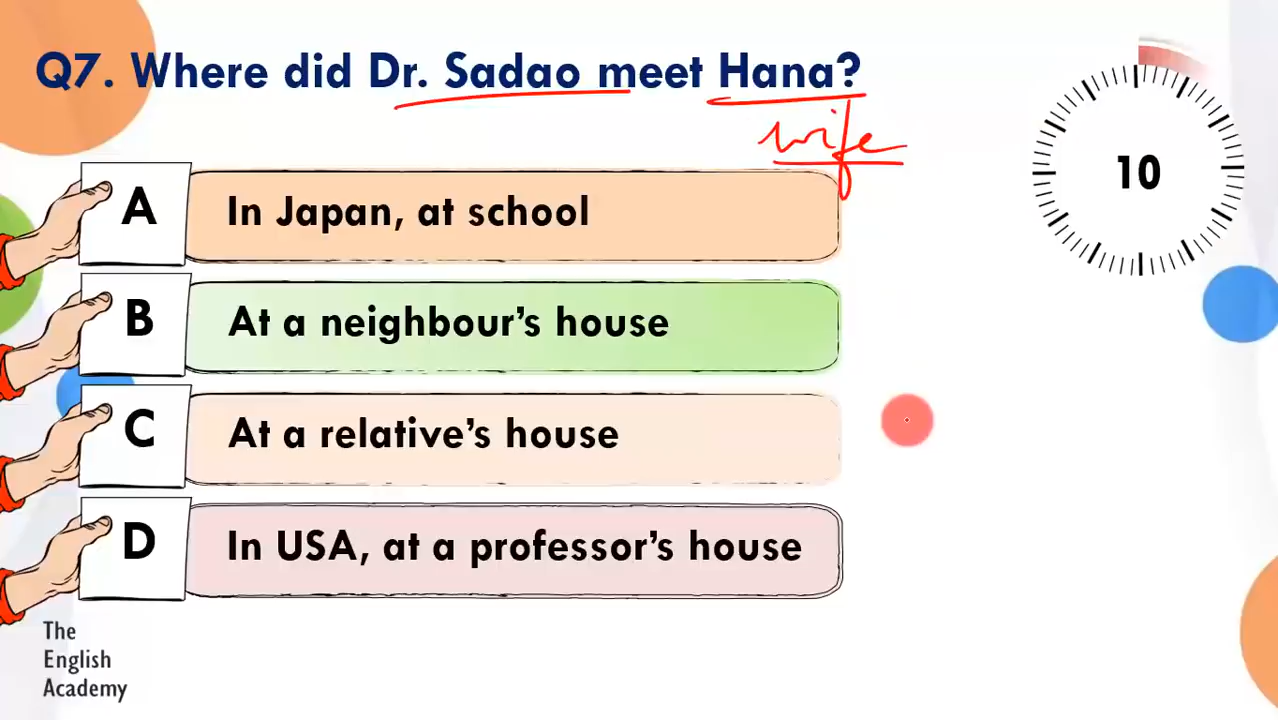 Q7. Where did Dr. Sadao meet Hana?
wife
10
A
In Japan, at school
B
At a neighbour's house
C
At a relative's house
D
In USA, at a professor's house
The
English
Academy